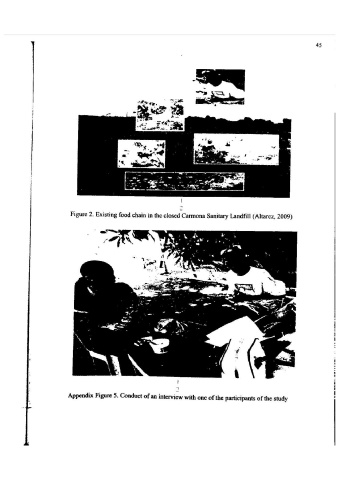 45
Figure 2. Existing food chain in the closed Carmona Sanitary Landfill (Altarez, 2009)
Appendix Figure 5. Conduct of an interview with one of the participants of the study